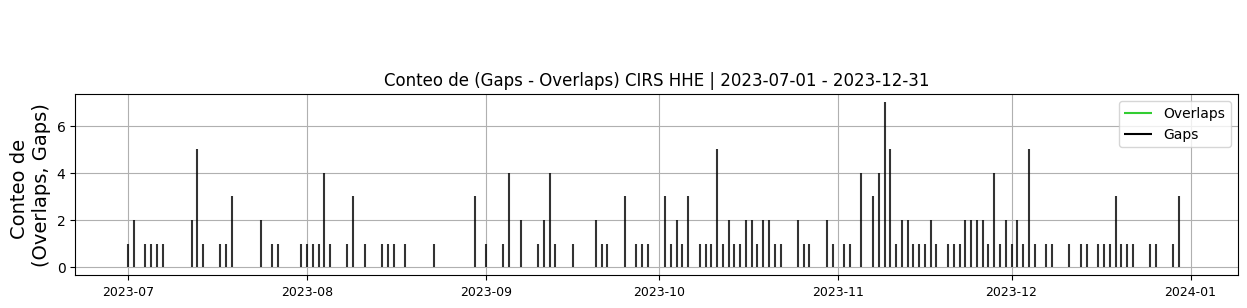 Conteo de (Gaps - Overlaps) CIRS HHE | 2023-07-01 - 2023-12-31
Conteo de
(Overlaps, Gaps)
6
4
2
0
Overlaps
Gaps
2023-07
2023-08
2023-09
2023-10
2023-11
2023-12
2024-01